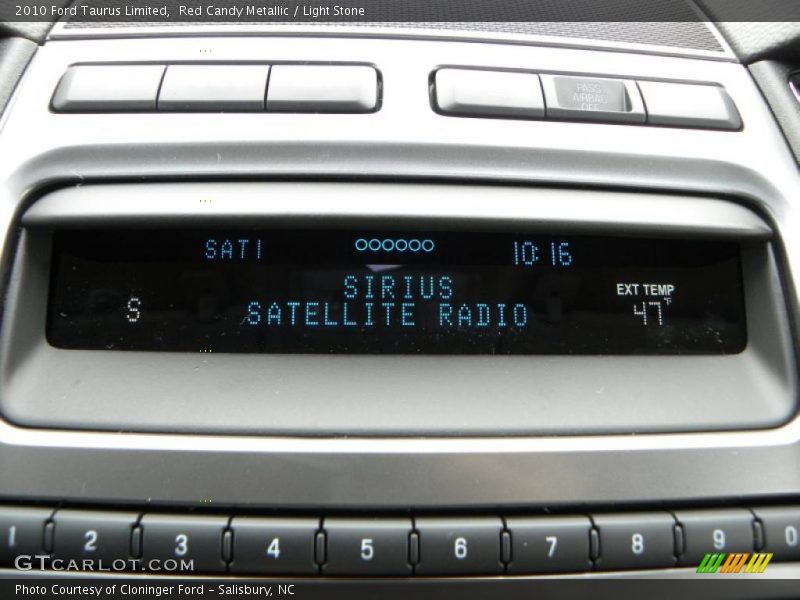 2010 Ford Taurus Limited, Red Candy Metallic / Light Stone
PASS AIRBAG OFF
SAT1 10:16
SIRIUS
SATELLITE RADIO
S
EXT TEMP
47°F
1 2 3 4 5 6 7 8 9 0
GTCARLOT.COM
Photo Courtesy of Cloninger Ford – Salisbury, NC